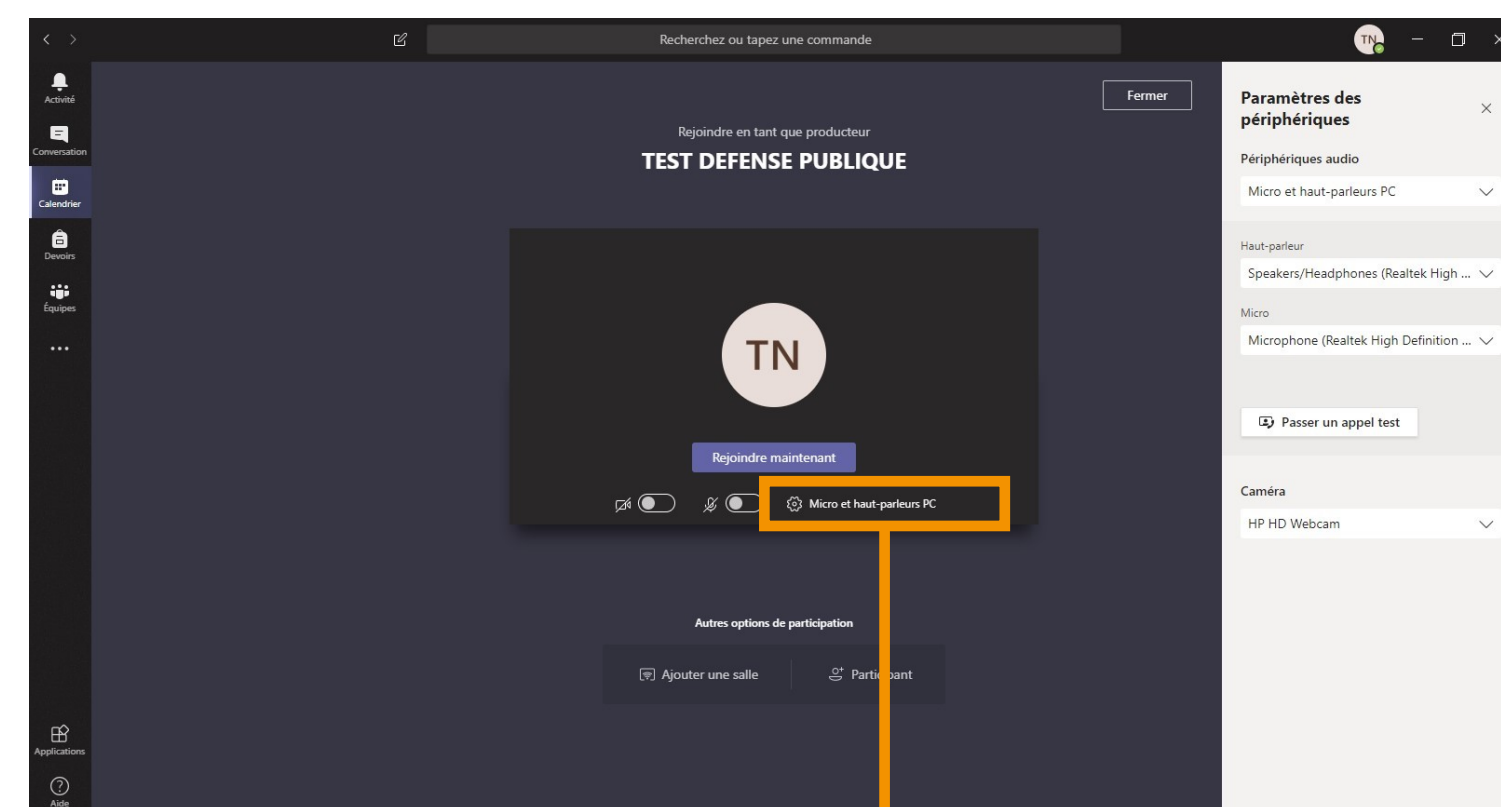 Recherchez ou tapez une commande
TN
Activité
Conversation
Calendrier
Devoirs
Équipes
Applications
Aide
Fermer
Rejoindre en tant que producteur
TEST DEFENSE PUBLIQUE
TN
Rejoindre maintenant
Micro et haut-parleurs PC
Autres options de participation
Ajouter une salle
Participant
Paramètres des
périphériques
Périphériques audio
Micro et haut-parleurs PC
Haut-parleur
Speakers/Headphones (Realtek High ...
Micro
Microphone (Realtek High Definition ...
Passer un appel test
Caméra
HP HD Webcam